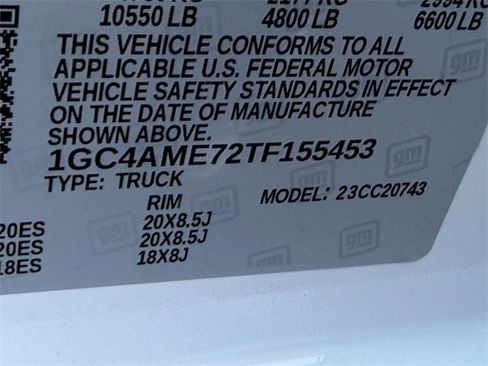 10550 LB 4800 LB 6600 LB
THIS VEHICLE CONFORMS TO ALL
APPLICABLE U.S. FEDERAL MOTOR
VEHICLE SAFETY STANDARDS IN EFFECT
ON THE DATE OF MANUFACTURE
SHOWN ABOVE.
1GC4AME72TF155453
TYPE: TRUCK MODEL: 23CC20743
RIM
20ES 20X8.5J
20ES 20X8.5J
18ES 18X8J
gm